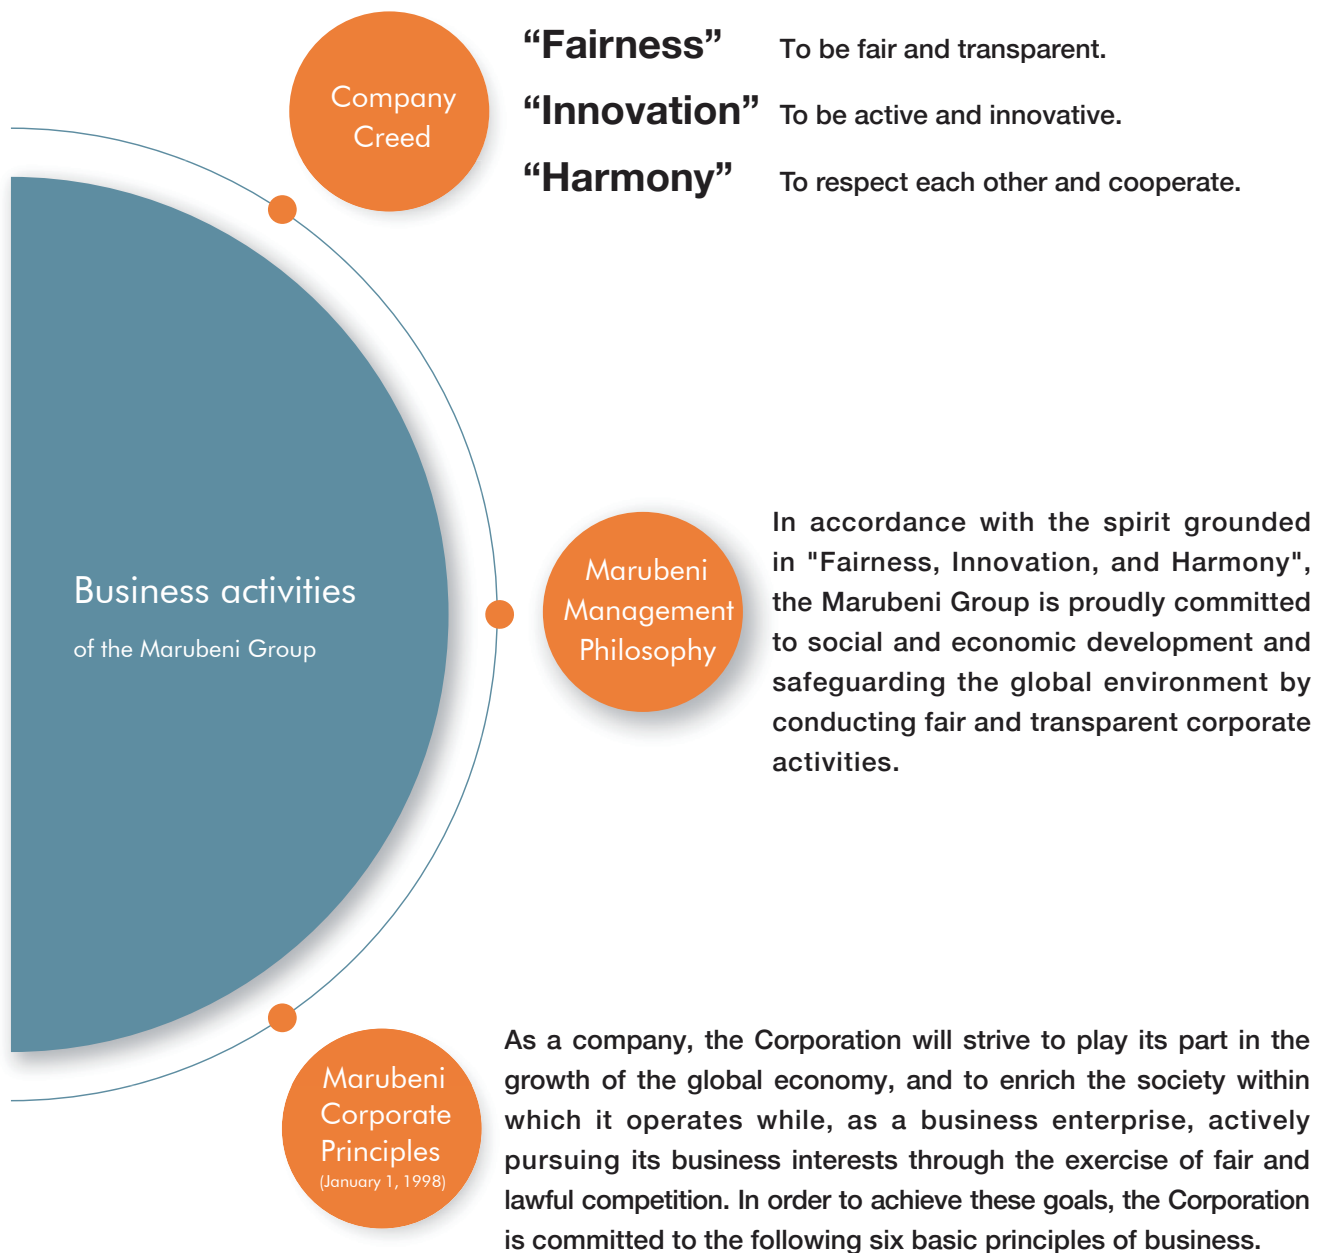 Company
Creed
“Fairness” To be fair and transparent.
“Innovation” To be active and innovative.
“Harmony” To respect each other and cooperate.
Business activities
of the Marubeni Group
Marubeni
Management
Philosophy
In accordance with the spirit grounded
in "Fairness, Innovation, and Harmony",
the Marubeni Group is proudly committed
to social and economic development and
safeguarding the global environment by
conducting fair and transparent corporate
activities.
Marubeni
Corporate
Principles
(January 1, 1998)
As a company, the Corporation will strive to play its part in the
growth of the global economy, and to enrich the society within
which it operates while, as a business enterprise, actively
pursuing its business interests through the exercise of fair and
lawful competition. In order to achieve these goals, the Corporation
is committed to the following six basic principles of business.